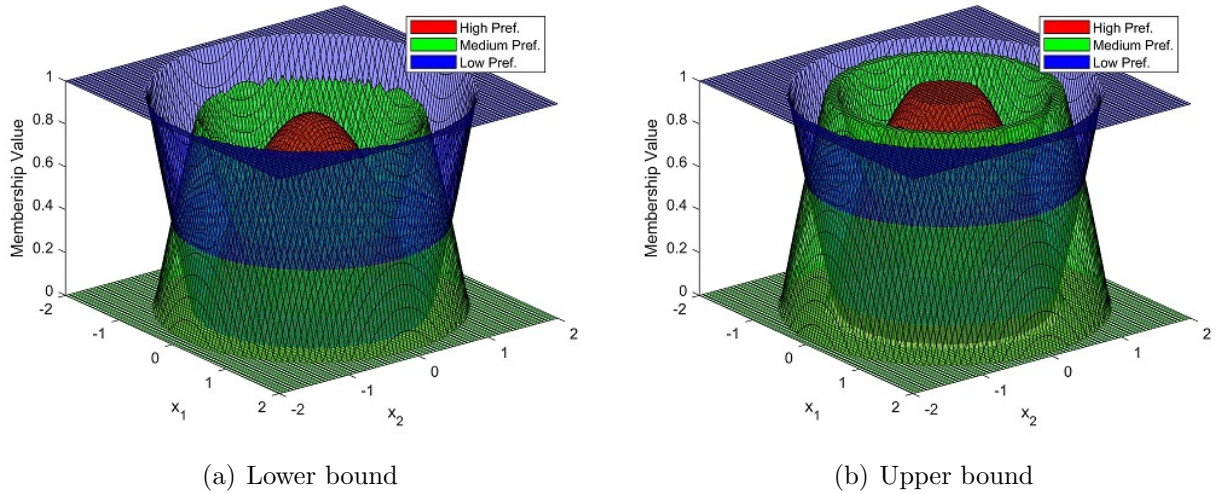 High Pref.
Medium Pref.
Low Pref.
Membership Value
1
0.8
0.6
0.4
0.2
0
-2
-1
0
1
2
x1
-2
-1
0
1
2
x2
(a) Lower bound
High Pref.
Medium Pref.
Low Pref.
Membership Value
1
0.8
0.6
0.4
0.2
0
-2
-1
0
1
2
x1
-2
-1
0
1
2
x2
(b) Upper bound